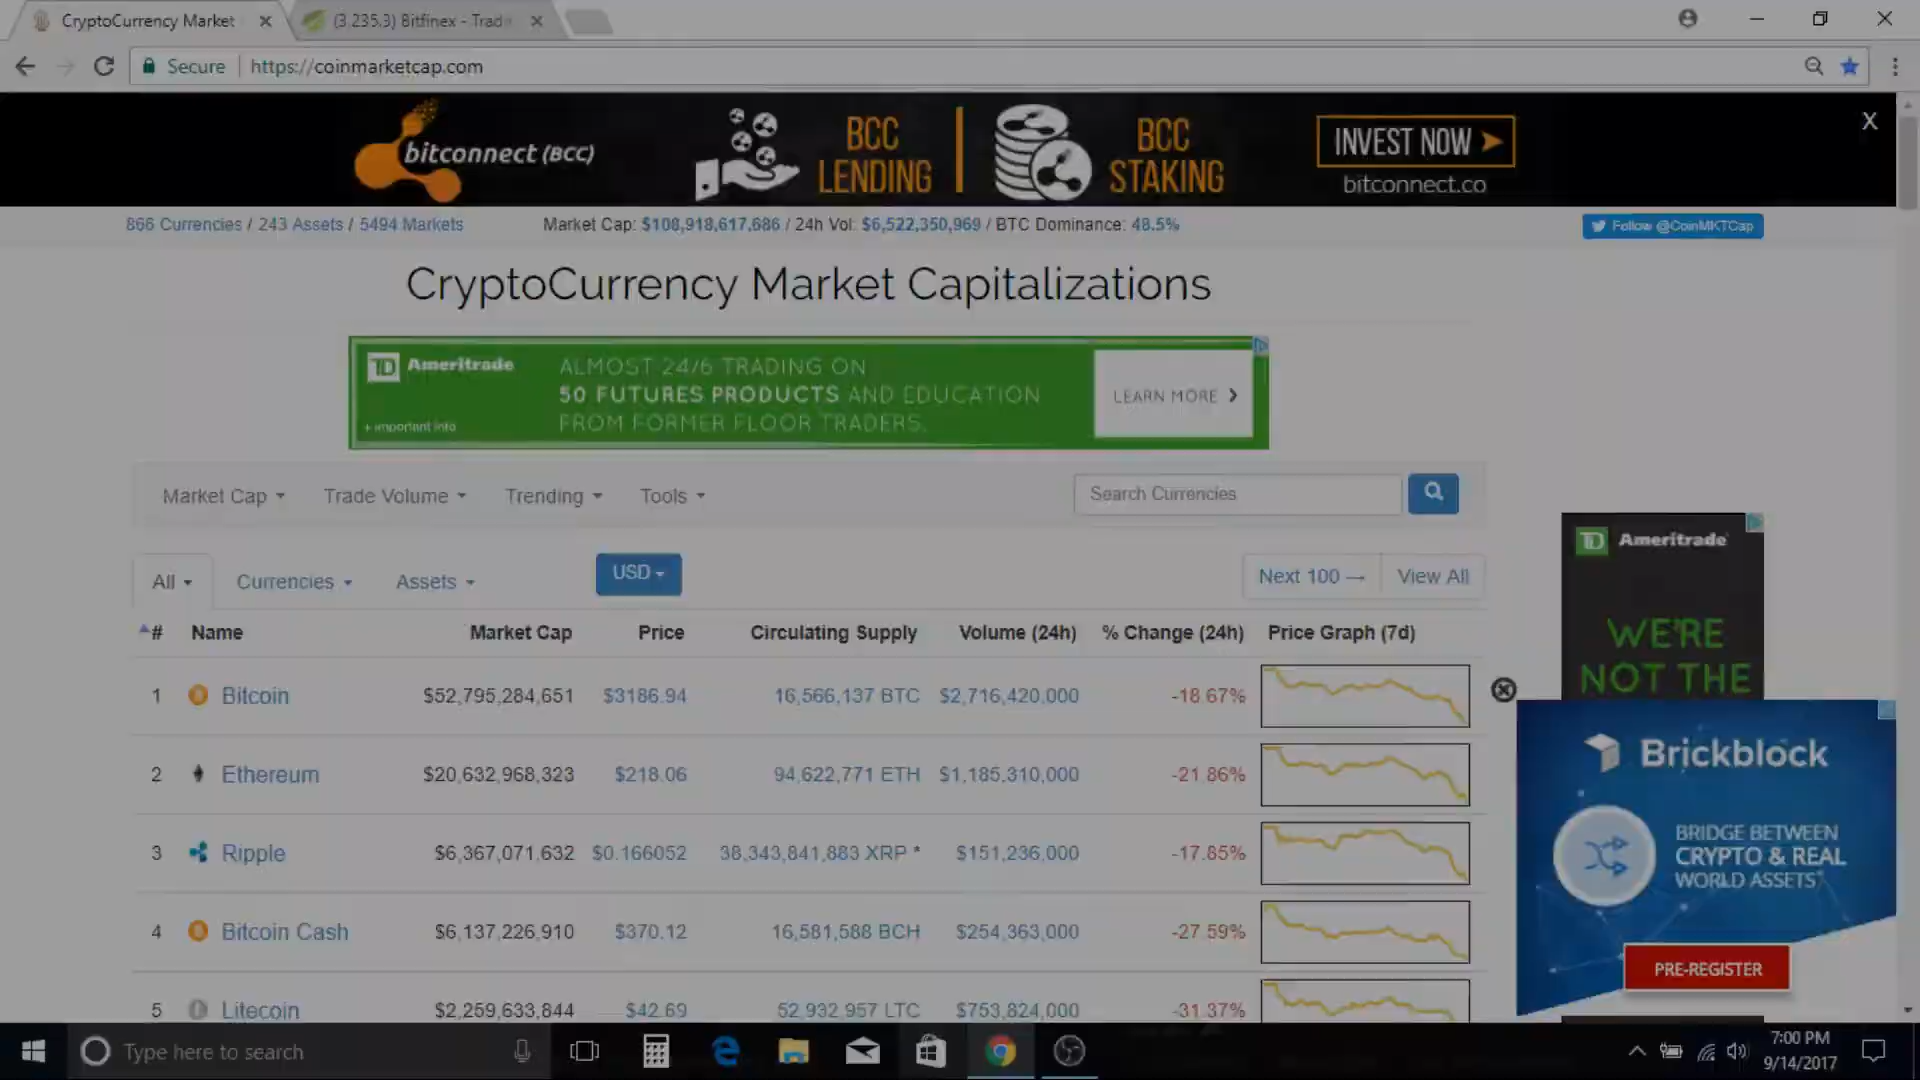 CryptoCurrency Market
(3,235.3) Bitfinex - Tradi
Secure
https://coinmarketcap.com
bitconnect (BCC)
BCC
LENDING
BCC
STAKING
INVEST NOW
bitconnect.co
X
866 Currencies / 243 Assets / 5494 Markets
Market Cap: $108,918,617,686 / 24h Vol: $6,522,350,969 / BTC Dominance: 48.5%
Follow @CoinMKTCap
CryptoCurrency Market Capitalizations
TD Ameritrade
+ important info
ALMOST 24/6 TRADING ON
50 FUTURES PRODUCTS AND EDUCATION
FROM FORMER FLOOR TRADERS.
LEARN MORE
Market Cap
Trade Volume
Trending
Tools
Search Currencies
All
Currencies
Assets
USD
Next 100 →
View All
# Name Market Cap Price Circulating Supply Volume (24h) % Change (24h) Price Graph (7d)
1 Bitcoin $52,795,284,651 $3186.94 16,566,137 BTC $2,716,420,000 -18.67%
2 Ethereum $20,632,968,323 $218.06 94,622,771 ETH $1,185,310,000 -21.86%
3 Ripple $6,367,071,632 $0.166052 38,343,841,883 XRP * $151,236,000 -17.85%
4 Bitcoin Cash $6,137,226,910 $370.12 16,581,588 BCH $254,363,000 -27.59%
5 Litecoin $2,259,633,844 $42.69 52,932,957 LTC $753,824,000 -31.37%
TD Ameritrade
WE'RE
NOT THE
Brickblock
BRIDGE BETWEEN
CRYPTO & REAL
WORLD ASSETS
PRE-REGISTER
Type here to search
7:00 PM
9/14/2017